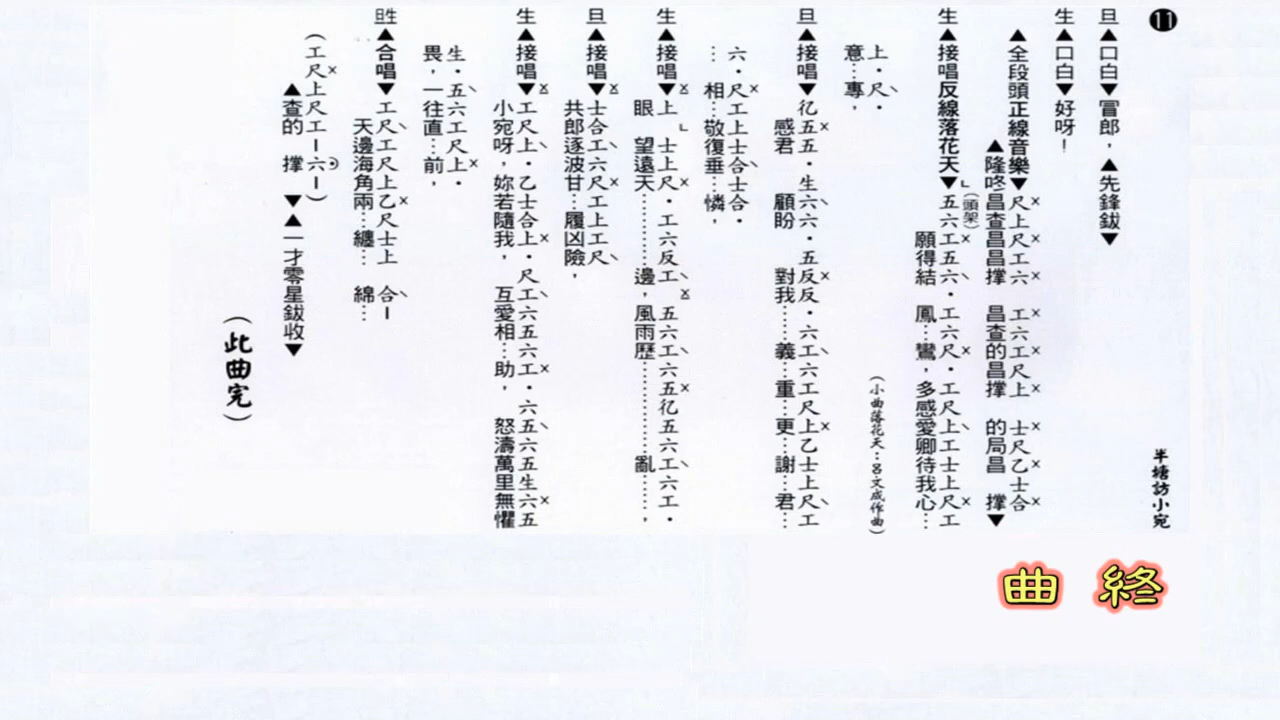 11
半塘訪小宛
旦▲口白▼冒郎，▲先鋒鈸▼
生▲口白▼好呀！
▲全段頭正線音樂▼尺上尺工六 工六工尺上 士尺乙士合
▲隆咚昌查昌昌撑 昌查的昌撑 的局昌 撑▼
生▲接唱反線落花天▼（頭架）五六工五六・工六尺・工尺上工士上尺工
願得結 鳳…鸞，多感愛卿待我心…
上・尺・
意…專，
（小曲落花天：呂文成作曲）
旦▲接唱▼伬五五・生六六・五反反・六工六工尺上乙士上尺工
感君 顧盼 對我……義…重…更…謝…君…
六・尺工上士合士合・
…相…敬復垂…憐，
生▲接唱▼上 士上尺・工六反工 五六工六五伬五六工六工・
眼 望遠天…………邊，風雨歷…………亂……，
旦▲接唱▼士合工六尺工上工尺
共郎逐波甘…履凶險，
生▲接唱▼工尺上・乙士合上・尺工六五六工・六五六五生六五
小宛呀，妳若隨我， 互愛相…助， 怒濤萬里無懼
生・五六工尺上・
畏，一往直…前，
▲合唱▼工尺工尺上乙尺士上 合一
天邊海角兩…纏… 綿…
（工尺上尺工一六一）
▲查的 撑 ▼▲一才零星鈸收▼
（此曲完）
曲 終